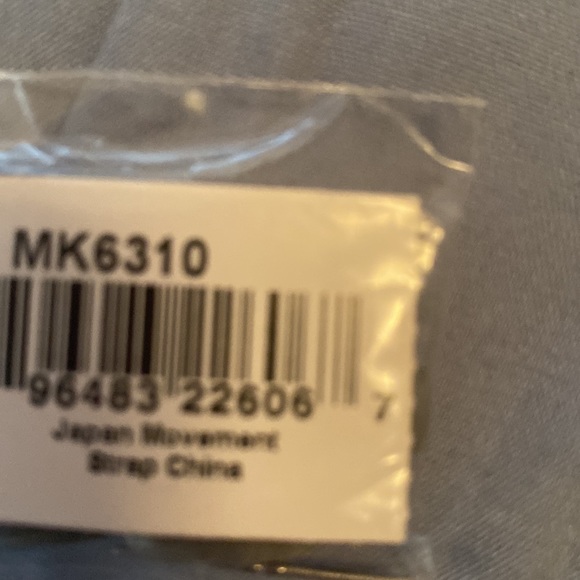 MK6310
96483 22606 7
Japan Movement
Strap China